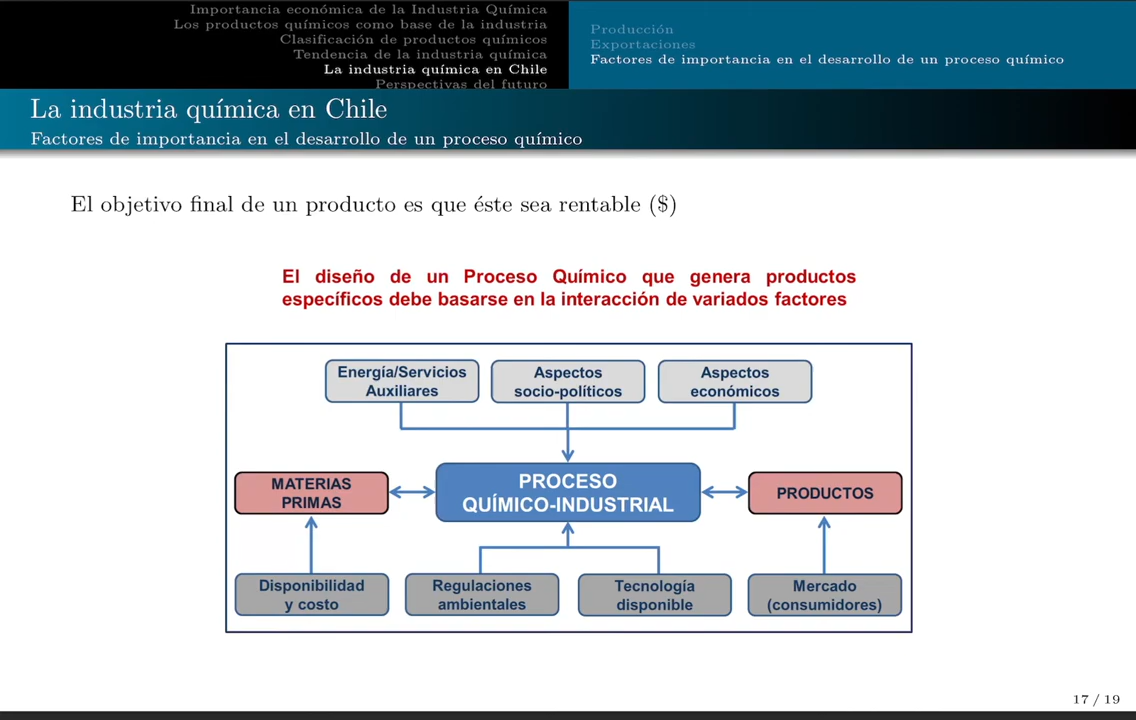 Importancia económica de la Industria Química
Los productos químicos como base de la industria
Clasificación de productos químicos
Tendencia de la industria química
La industria química en Chile
Perspectivas del futuro
Producción
Exportaciones
Factores de importancia en el desarrollo de un proceso químico
La industria química en Chile
Factores de importancia en el desarrollo de un proceso químico
El objetivo final de un producto es que éste sea rentable ($)
El diseño de un Proceso Químico que genera productos
específicos debe basarse en la interacción de variados factores
Energía/Servicios
Auxiliares
Aspectos
socio-políticos
Aspectos
económicos
MATERIAS
PRIMAS
PROCESO
QUÍMICO-INDUSTRIAL
PRODUCTOS
Disponibilidad
y costo
Regulaciones
ambientales
Tecnología
disponible
Mercado
(consumidores)
17 / 19